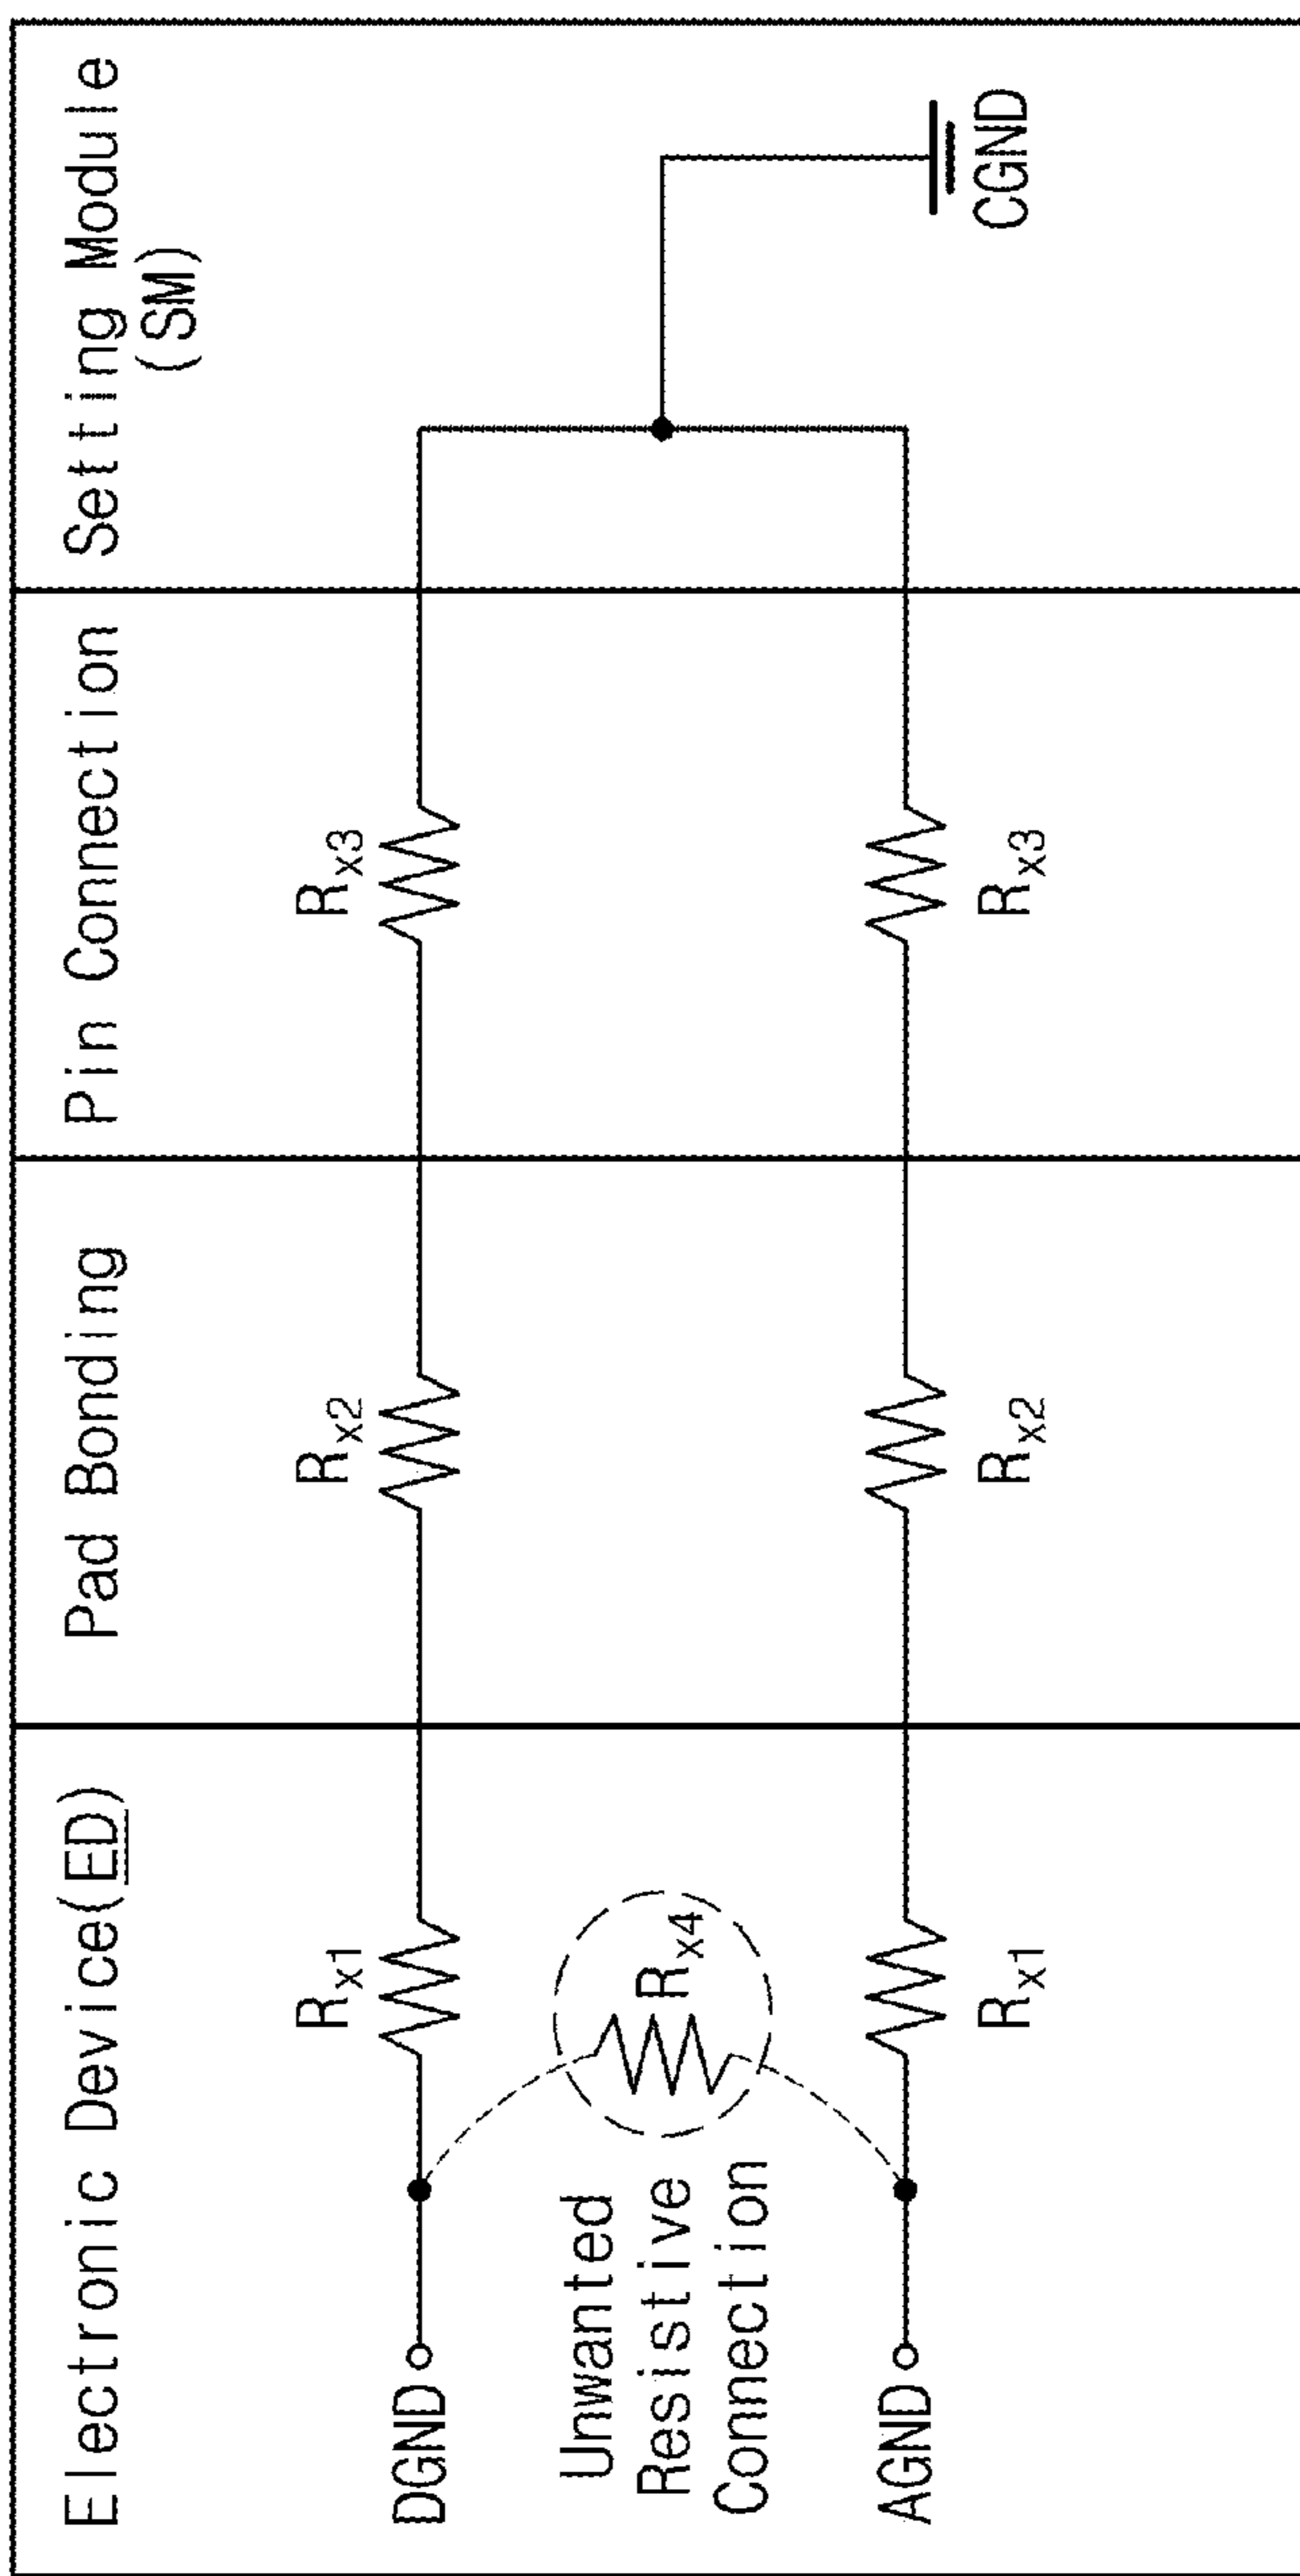 Electronic Device(ED)
Pad Bonding
Pin Connection
Setting Module
(SM)
Rx1
Rx2
Rx3
DGND
Unwanted
Resistive
Connection
Rx4
CGND
AGND
Rx1
Rx2
Rx3